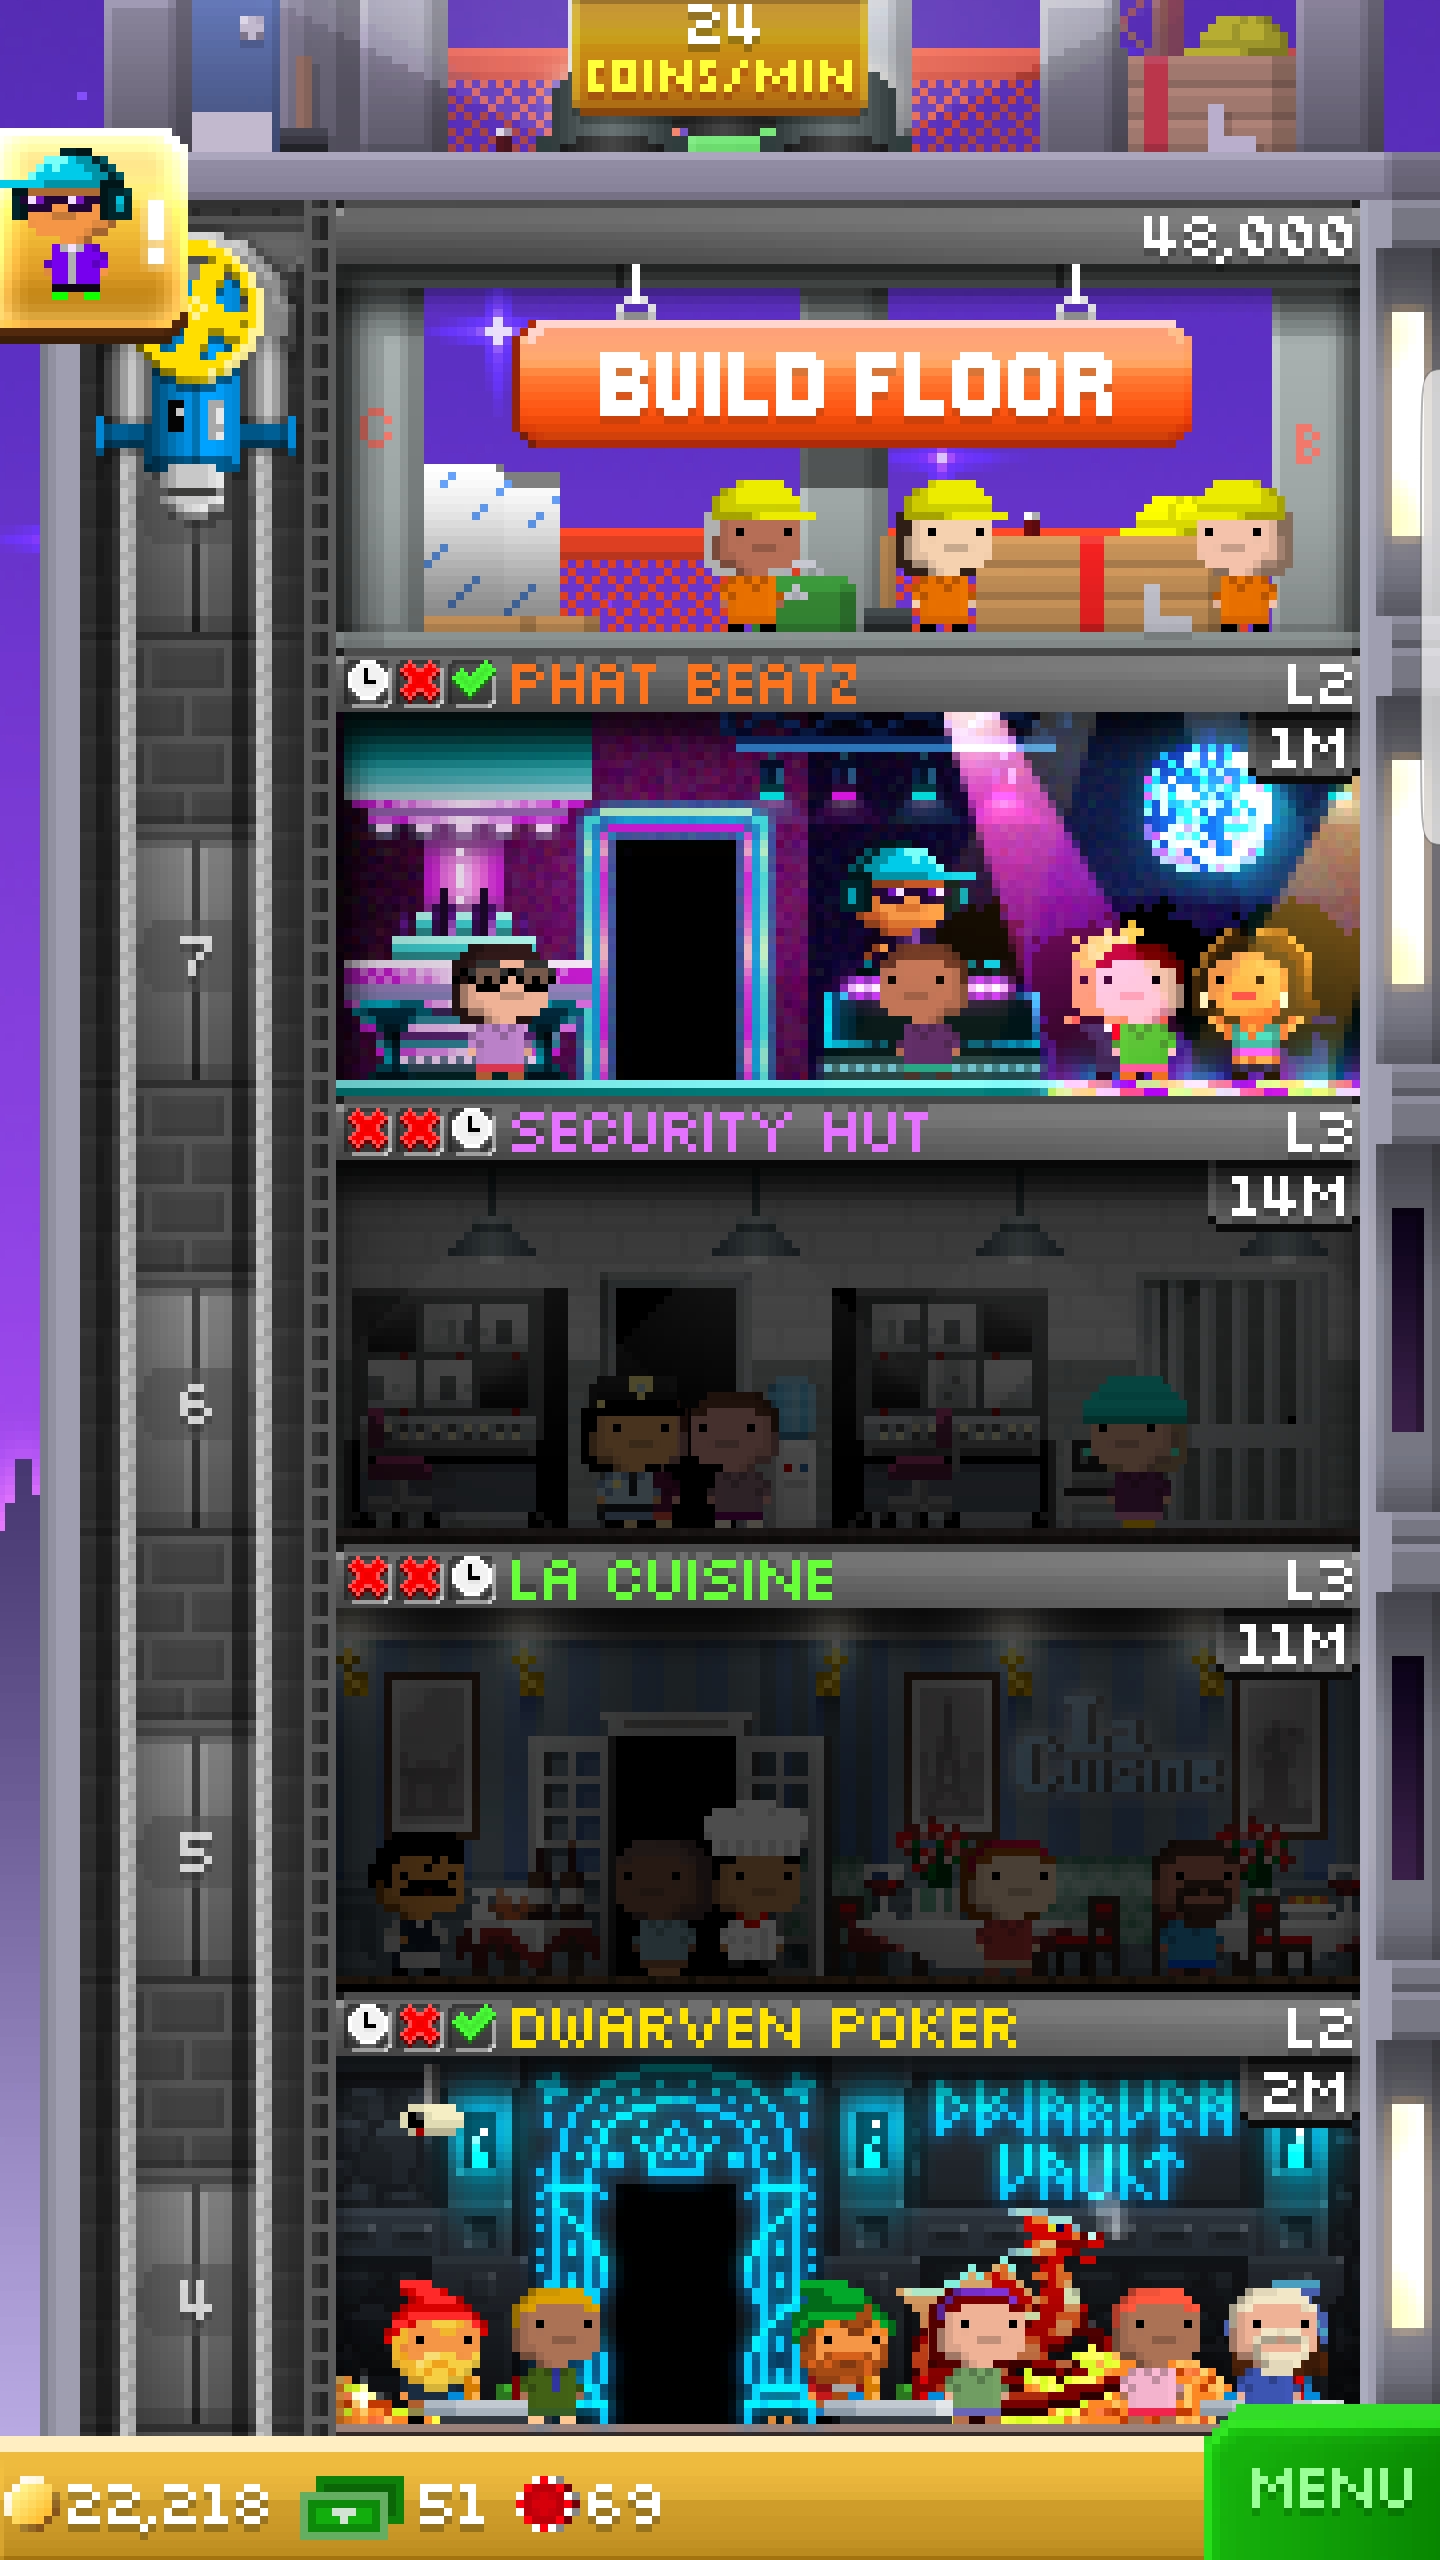 24
COINS/MIN
!
48,000
BUILD FLOOR
C
B
PHAT BEATZ L2
1M
7
SECURITY HUT L3
14M
6
LA CUISINE L3
11M
La
Cuisine
5
DWARVEN POKER L2
2M
DWARVEN
VAULT
4
22,218 51 69
MENU